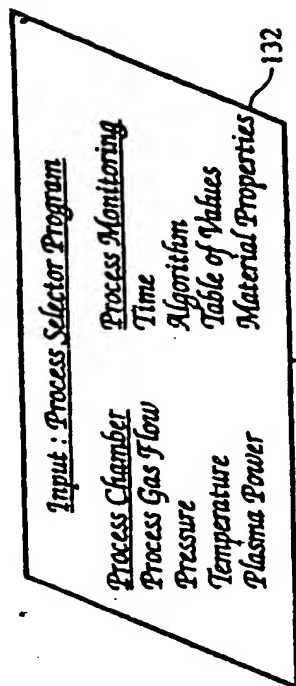 Input : Process Selector Program
Process Chamber
Process Gas Flow
Pressure
Temperature
Plasma Power
Process Monitoring
Time
Algorithm
Table of Values
Material Properties
132